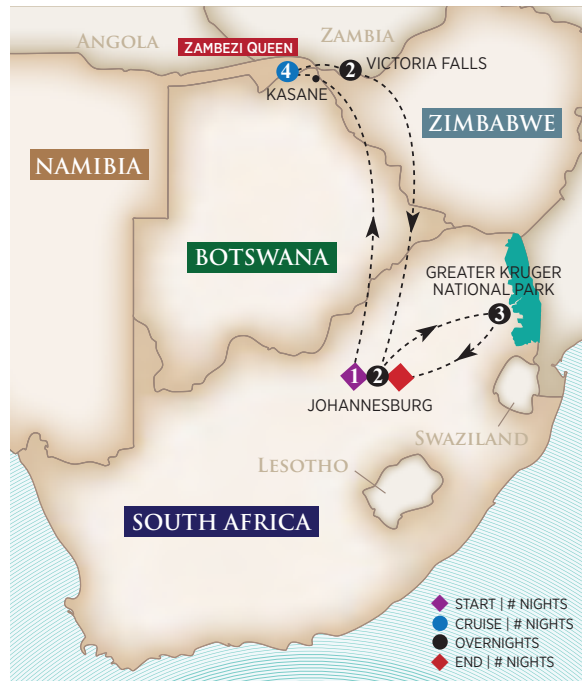 ANGOLA
ZAMBIA
ZAMBEZI QUEEN
4
2
VICTORIA FALLS
KASANE
ZIMBABWE
NAMIBIA
BOTSWANA
GREATER KRUGER
NATIONAL PARK
3
1
2
JOHANNESBURG
SWAZILAND
LESOTHO
SOUTH AFRICA
START | # NIGHTS
CRUISE | # NIGHTS
OVERNIGHTS
END | # NIGHTS